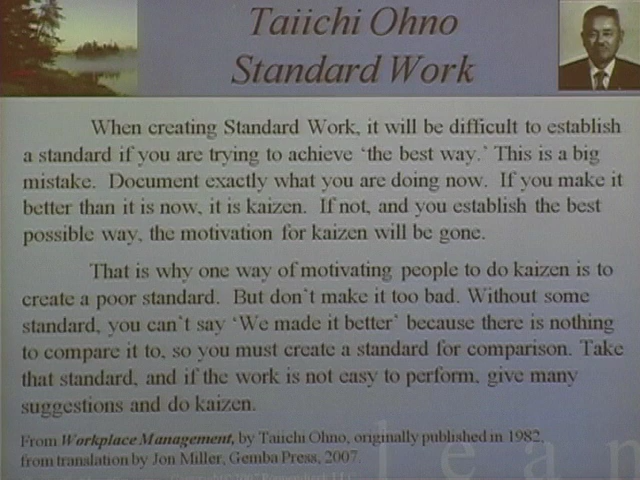 Taiichi Ohno
Standard Work
When creating Standard Work, it will be difficult to establish
a standard if you are trying to achieve ‘the best way.’ This is a big
mistake. Document exactly what you are doing now. If you make it
better than it is now, it is kaizen. If not, and you establish the best
possible way, the motivation for kaizen will be gone.
That is why one way of motivating people to do kaizen is to
create a poor standard. But don’t make it too bad. Without some
standard, you can’t say ‘We made it better’ because there is nothing
to compare it to, so you must create a standard for comparison. Take
that standard, and if the work is not easy to perform, give many
suggestions and do kaizen.
From Workplace Management, by Taiichi Ohno, originally published in 1982,
from translation by Jon Miller, Gemba Press, 2007.
lean